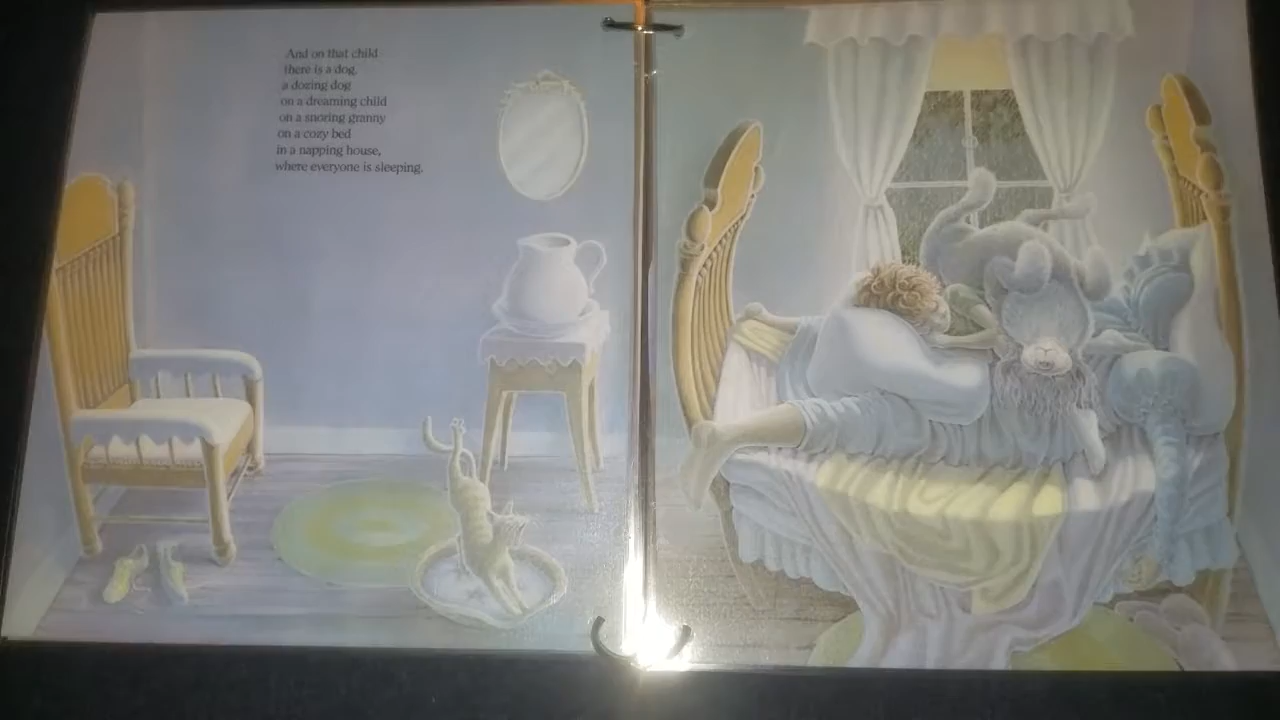 And on that child
there is a dog,
a dozing dog
on a dreaming child
on a snoring granny
on a cozy bed
in a napping house,
where everyone is sleeping.